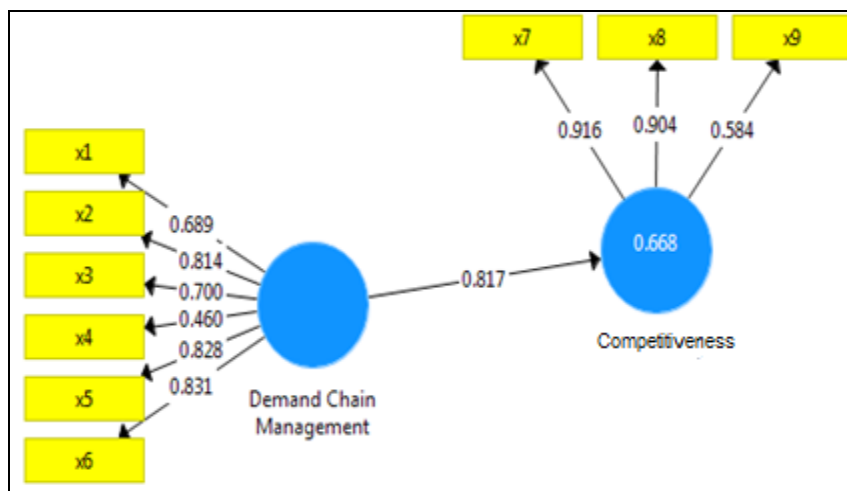 x7
x8
x9
0.916
0.904
0.584
x1
x2
x3
x4
x5
x6
0.689
0.814
0.700
0.460
0.828
0.831
0.817
0.668
Competitiveness
Demand Chain
Management